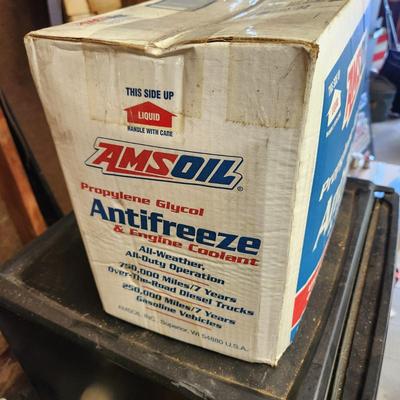 THIS SIDE UP
LIQUID
HANDLE WITH CARE
AMSOIL®
Propylene Glycol
Antifreeze
& Engine Coolant
All-Weather,
All-Duty Operation
750,000 Miles/7 Years
Over-The-Road Diesel Trucks
250,000 Miles/7 Years
Gasoline Vehicles
AMSOIL INC., Superior, WI 54880 U.S.A.